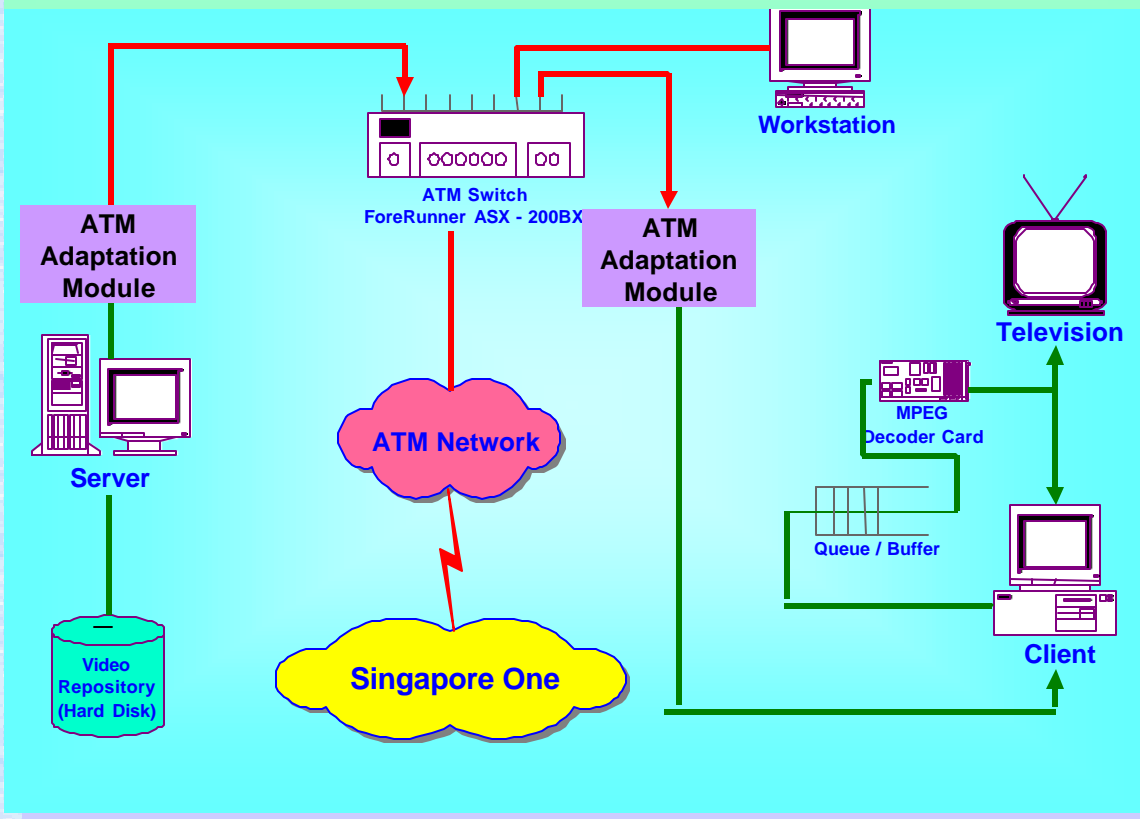 Workstation
ATM Switch
ForeRunner ASX - 200BX
ATM
Adaptation
Module
ATM
Adaptation
Module
Television
MPEG
Decoder Card
ATM Network
Server
Queue / Buffer
Client
Video
Repository
(Hard Disk)
Singapore One